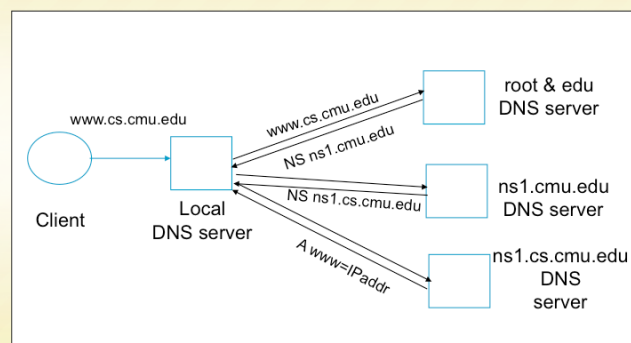 www.cs.cmu.edu
Client
Local
DNS server
www.cs.cmu.edu
NS ns1.cmu.edu
root & edu
DNS server
NS ns1.cs.cmu.edu
ns1.cmu.edu
DNS server
A www=IPaddr
ns1.cs.cmu.edu
DNS
server